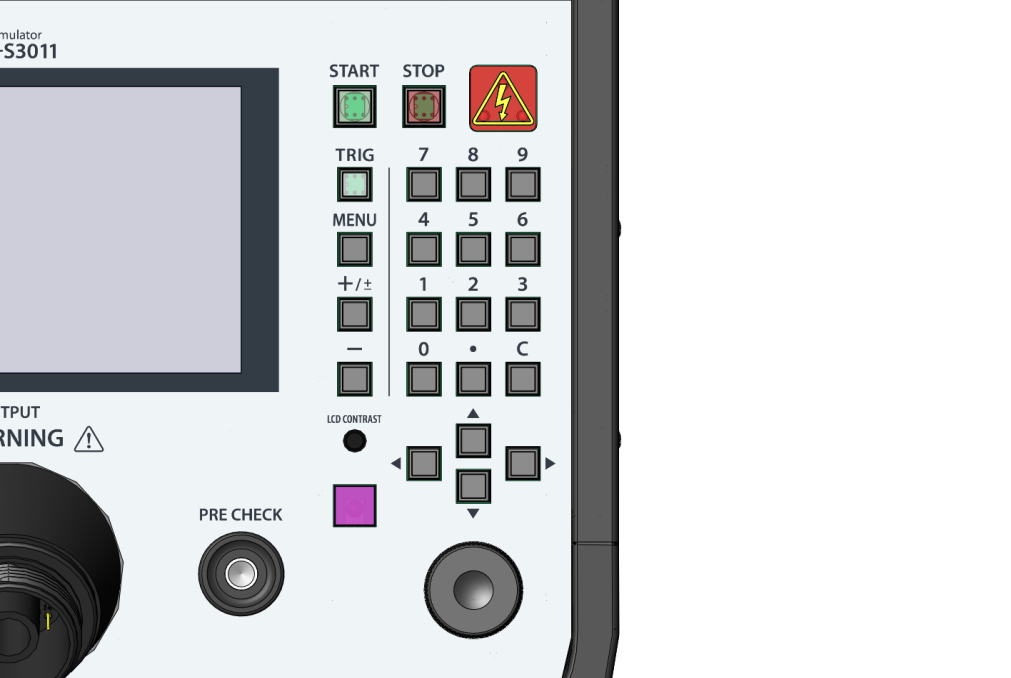 mulator
-S3011
START STOP
TRIG 7 8 9
MENU 4 5 6
+/± 1 2 3
− 0 • C
LCD CONTRAST
TPUT
RNING
PRE CHECK